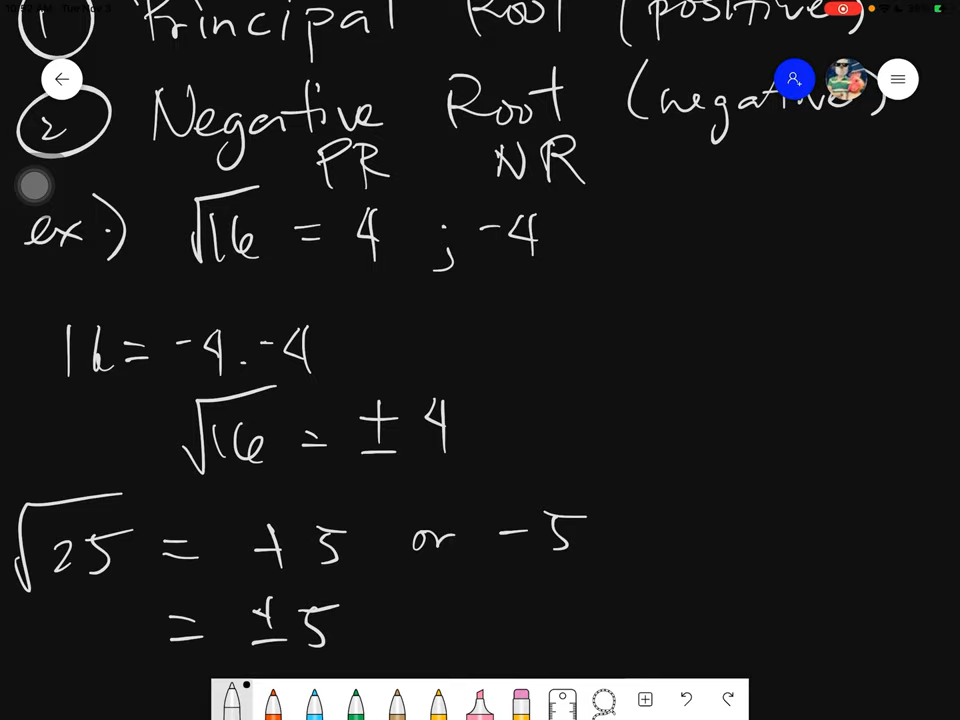 1 Principal Root (positive)
2 Negative Root (negative)
PR NR
ex.) √16 = 4 ; -4
16 = -4 . -4
√16 = ± 4
√25 = +5 or -5
= ±5